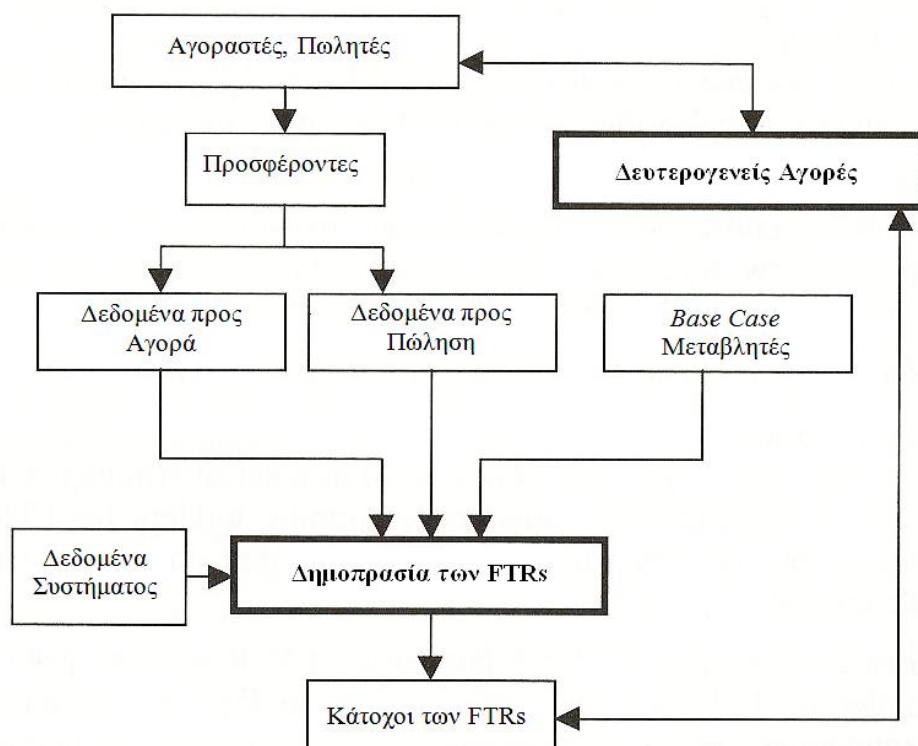 Αγοραστές, Πωλητές
Προσφέροντες
Δευτερογενείς Αγορές
Δεδομένα προς
Αγορά
Δεδομένα προς
Πώληση
Base Case
Μεταβλητές
Δεδομένα
Συστήματος
Δημοπρασία των FTRs
Κάτοχοι των FTRs